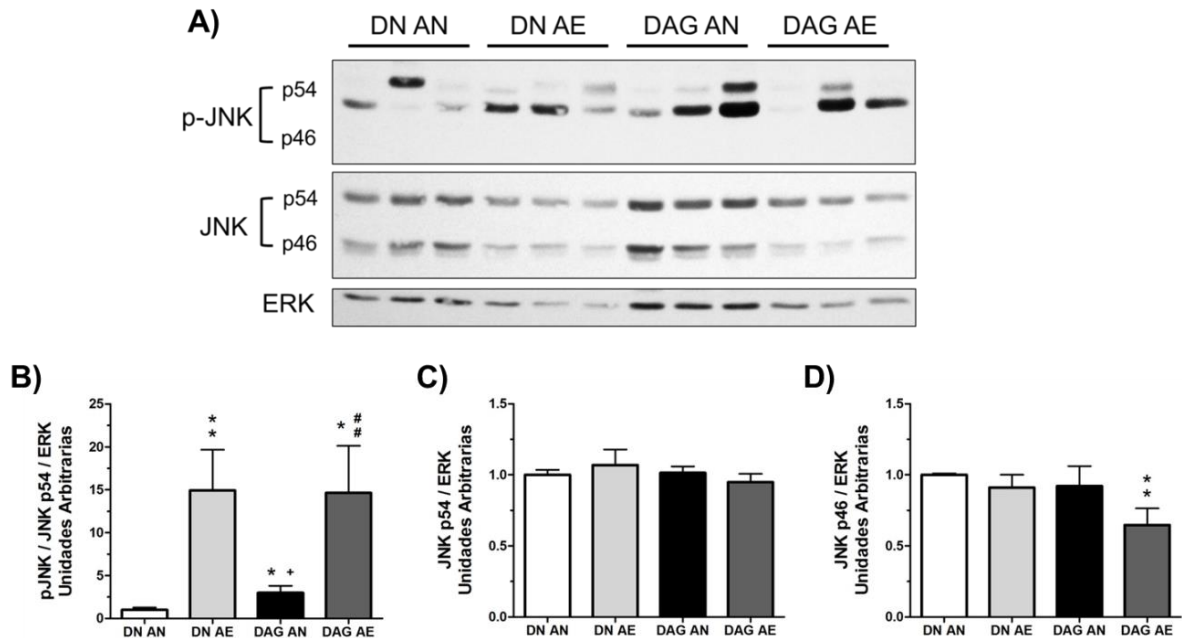 A)
DN AN DN AE DAG AN DAG AE
p54
p-JNK
p46
p54
JNK
p46
ERK
B)
pJNK / JNK p54 / ERK
Unidades Arbitrarias
25
20
15
10
5
0
* *
* +
* # #
DN AN DN AE DAG AN DAG AE
C)
JNK p54 / ERK
Unidades Arbitrarias
1.5
1.0
0.5
0.0
DN AN DN AE DAG AN DAG AE
D)
JNK p46 / ERK
Unidades Arbitrarias
1.5
1.0
0.5
0.0
* *
DN AN DN AE DAG AN DAG AE